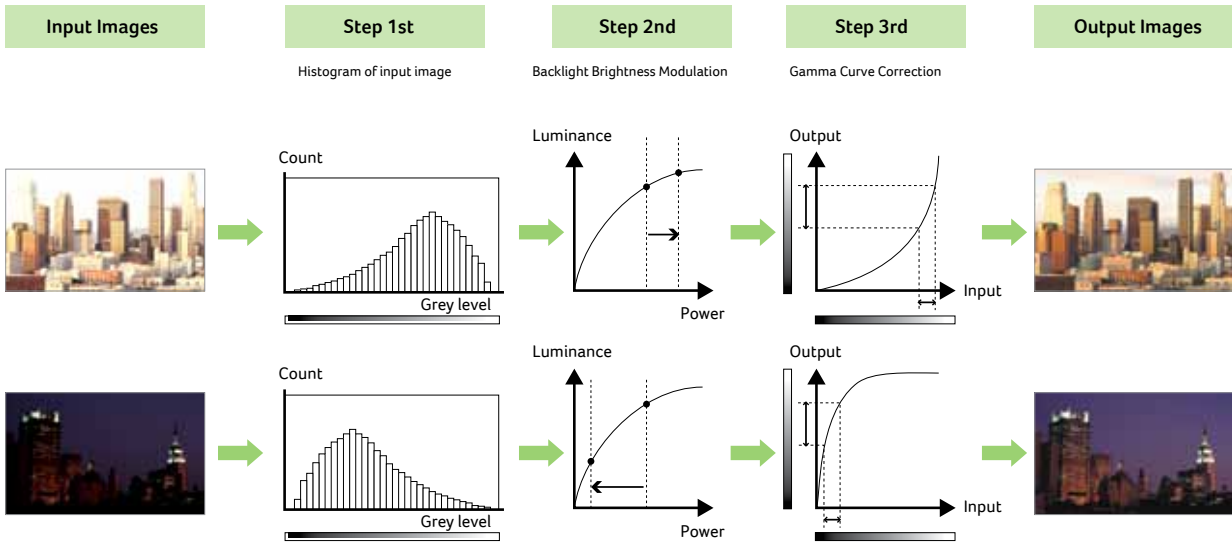 Input Images
Step 1st
Step 2nd
Step 3rd
Output Images
Histogram of input image
Backlight Brightness Modulation
Gamma Curve Correction
Count
Grey level
Luminance
Power
Output
Input
Count
Grey level
Luminance
Power
Output
Input